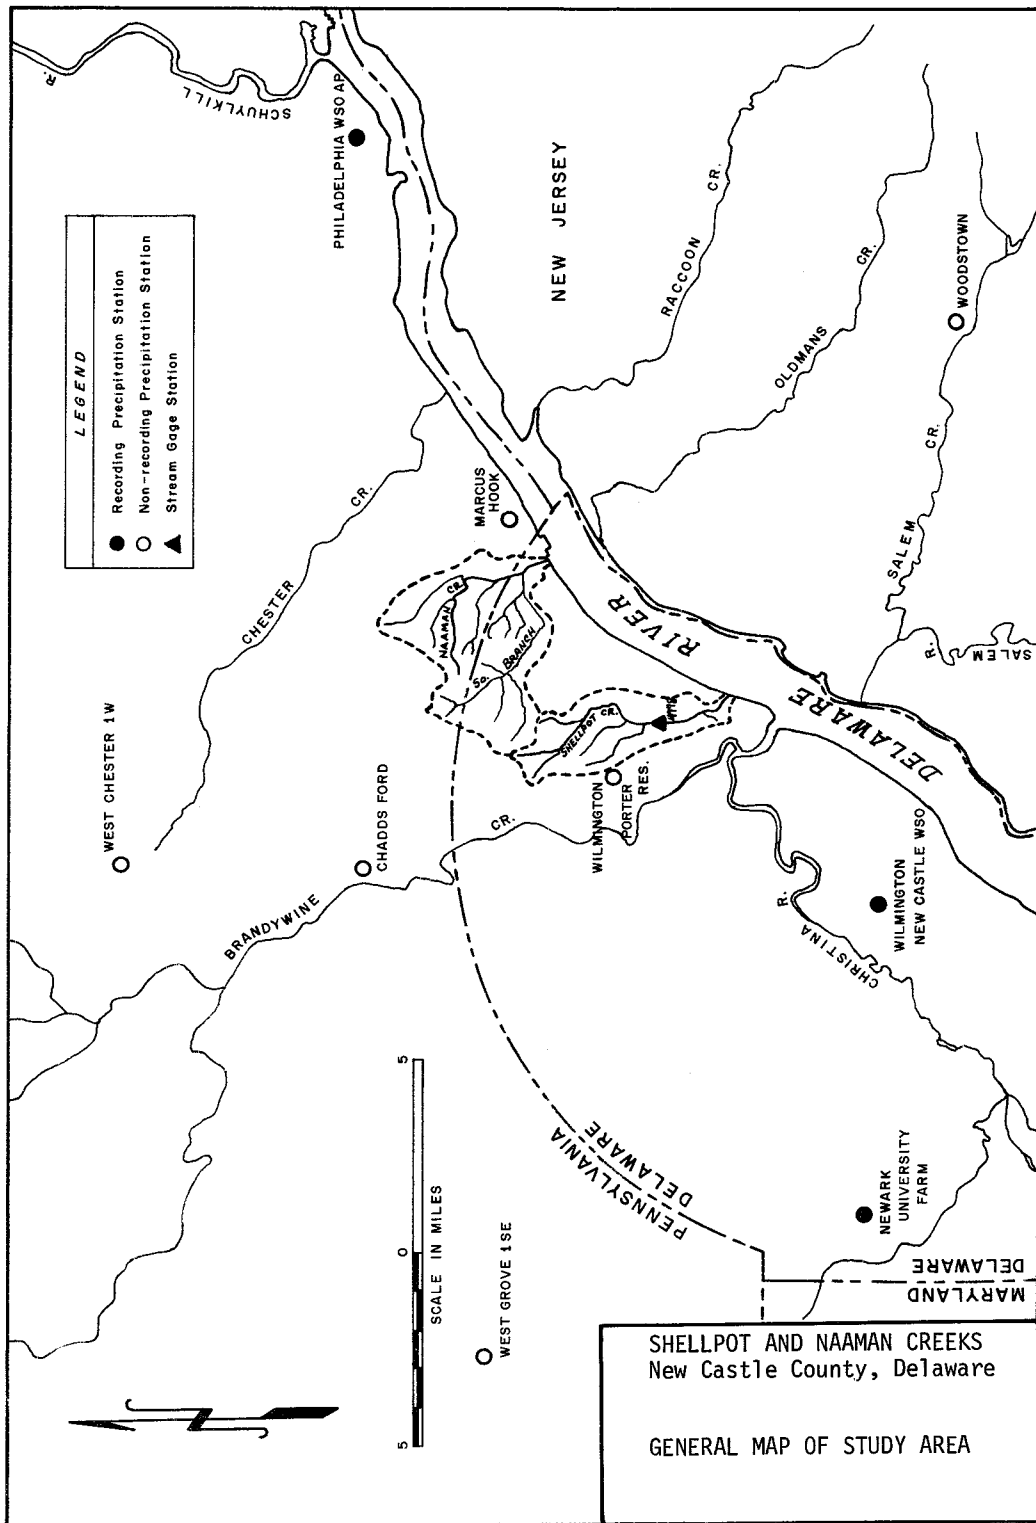 LEGEND
Recording Precipitation Station
Non-recording Precipitation Station
Stream Gage Station
R.
SCHUYLKILL
PHILADELPHIA WSO AP
NEW JERSEY
RACCOON
CR.
OLDMANS
CR.
WOODSTOWN
SALEM
CR.
SALEM
R.
CHESTER
CR.
MARCUS
HOOK
NAAMAN
CR.
So.
BRANCH
SHELLPOT CR.
DELAWARE
RIVER
WEST CHESTER 1W
CHADDS FORD
BRANDYWINE
CR.
WILMINGTON
PORTER
RES.
CHRISTINA
R.
WILMINGTON
NEW CASTLE WSO
NEWARK
UNIVERSITY
FARM
PENNSYLVANIA
DELAWARE
MARYLAND
DELAWARE
WEST GROVE 1SE
5
0
5
SCALE IN MILES
SHELLPOT AND NAAMAN CREEKS
New Castle County, Delaware
GENERAL MAP OF STUDY AREA